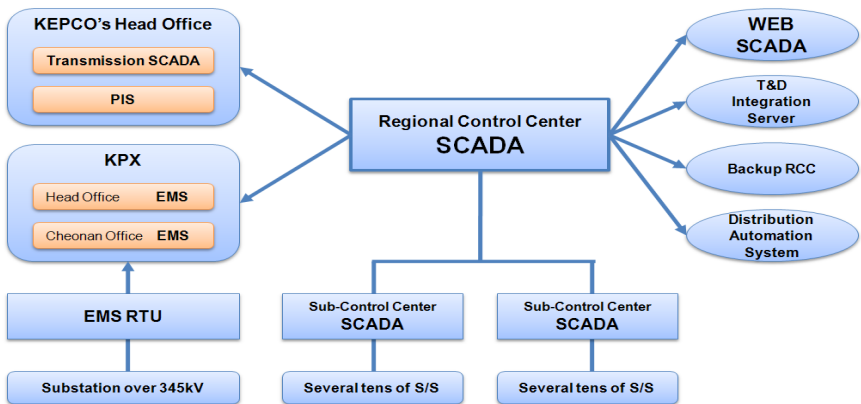 KEPCO's Head Office
Transmission SCADA
PIS
KPX
Head Office EMS
Cheonan Office EMS
EMS RTU
Substation over 345kV
Regional Control Center
SCADA
Sub-Control Center
SCADA
Several tens of S/S
Sub-Control Center
SCADA
Several tens of S/S
WEB
SCADA
T&D
Integration
Server
Backup RCC
Distribution
Automation
System